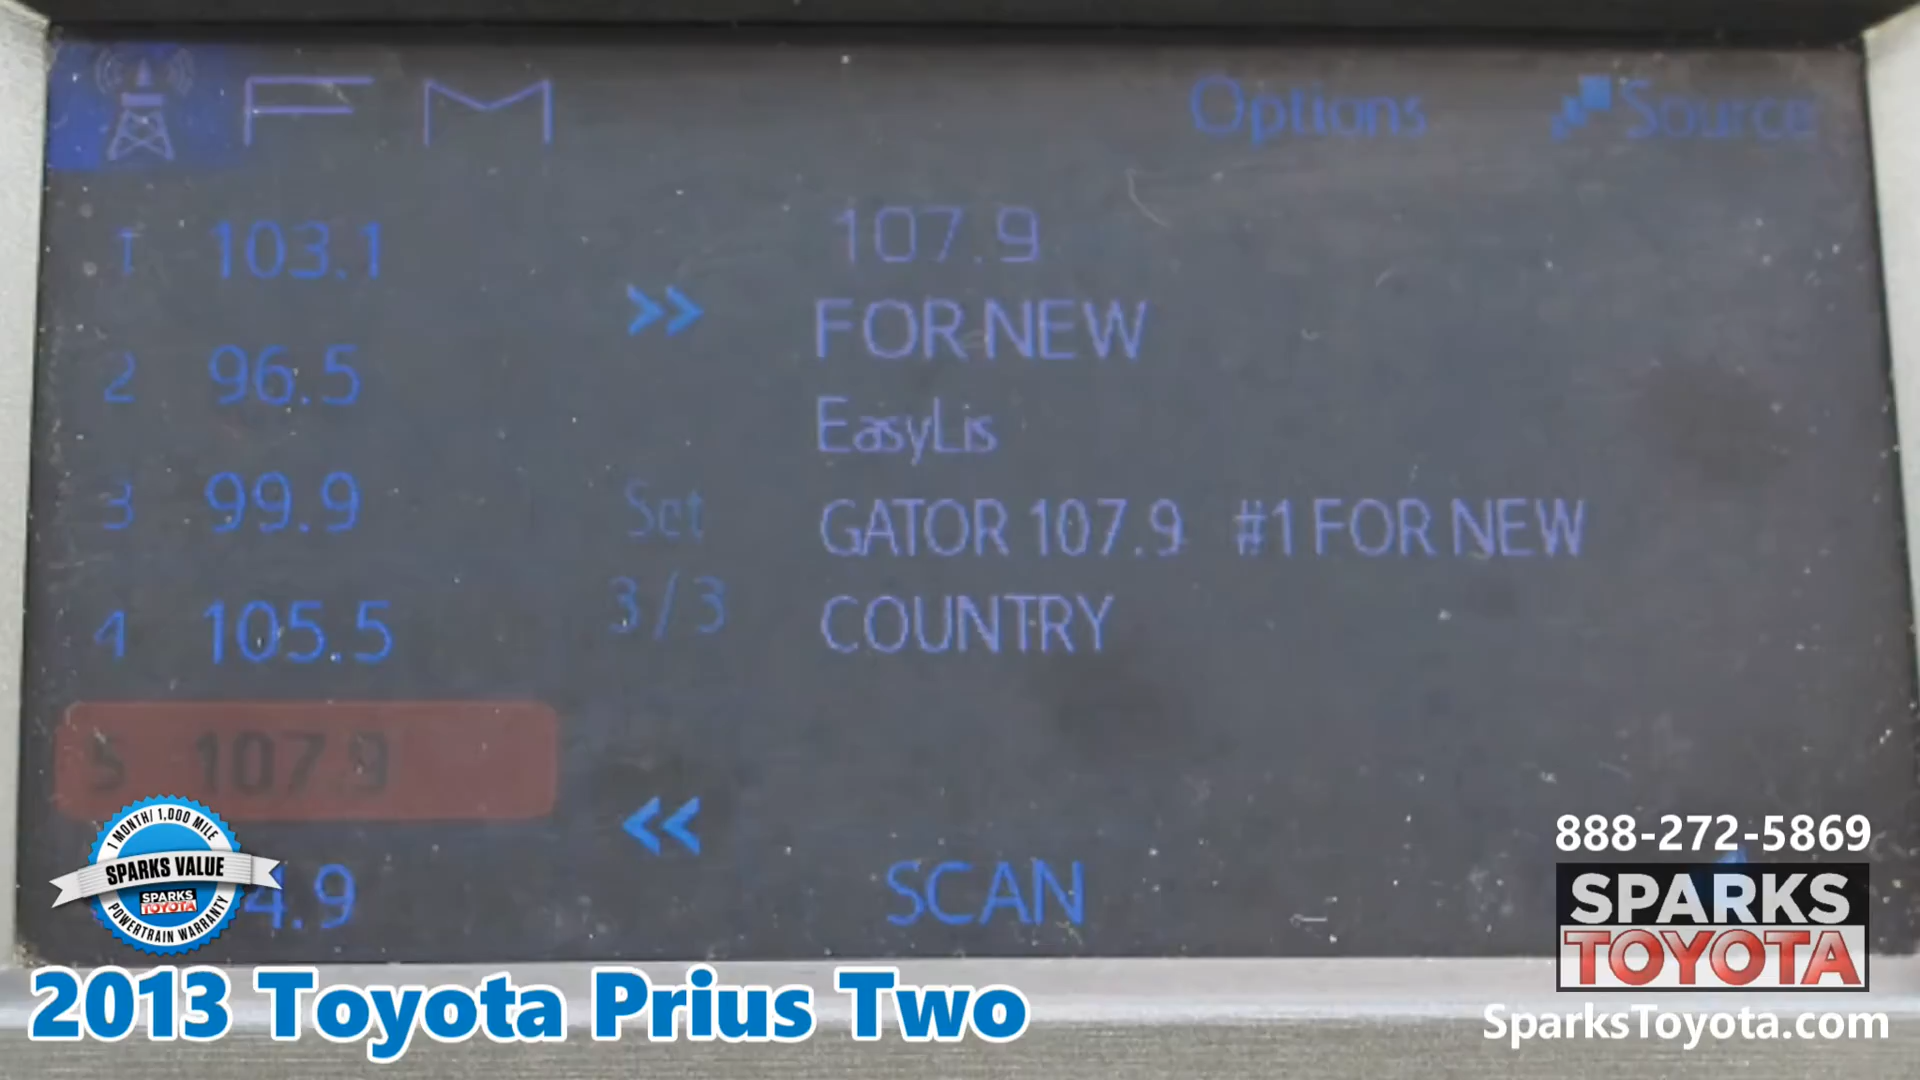 FM
Options
Source
1 103.1
2 96.5
3 99.9
4 105.5
5 107.9
4.9
>>
Set
3/3
<<
107.9
FOR NEW
EasyLis
GATOR 107.9 #1 FOR NEW
COUNTRY
SCAN
1 MONTH/ 1,000 MILE
SPARKS VALUE
SPARKS
TOYOTA
POWERTRAIN WARRANTY
2013 Toyota Prius Two
888-272-5869
SPARKS
TOYOTA
SparksToyota.com